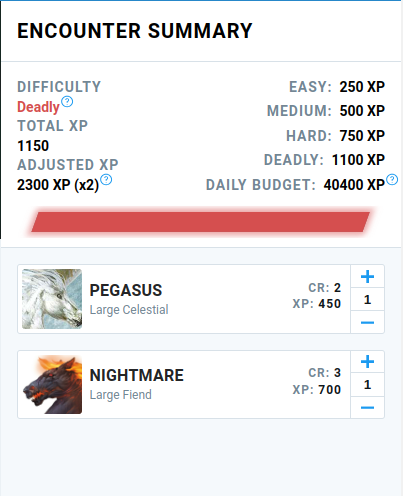 ENCOUNTER SUMMARY
DIFFICULTY
Deadly?
TOTAL XP
1150
ADJUSTED XP
2300 XP (x2)?
EASY: 250 XP
MEDIUM: 500 XP
HARD: 750 XP
DEADLY: 1100 XP
DAILY BUDGET: 40400 XP?
PEGASUS
Large Celestial
CR: 2
XP: 450
+
1
−
NIGHTMARE
Large Fiend
CR: 3
XP: 700
+
1
−